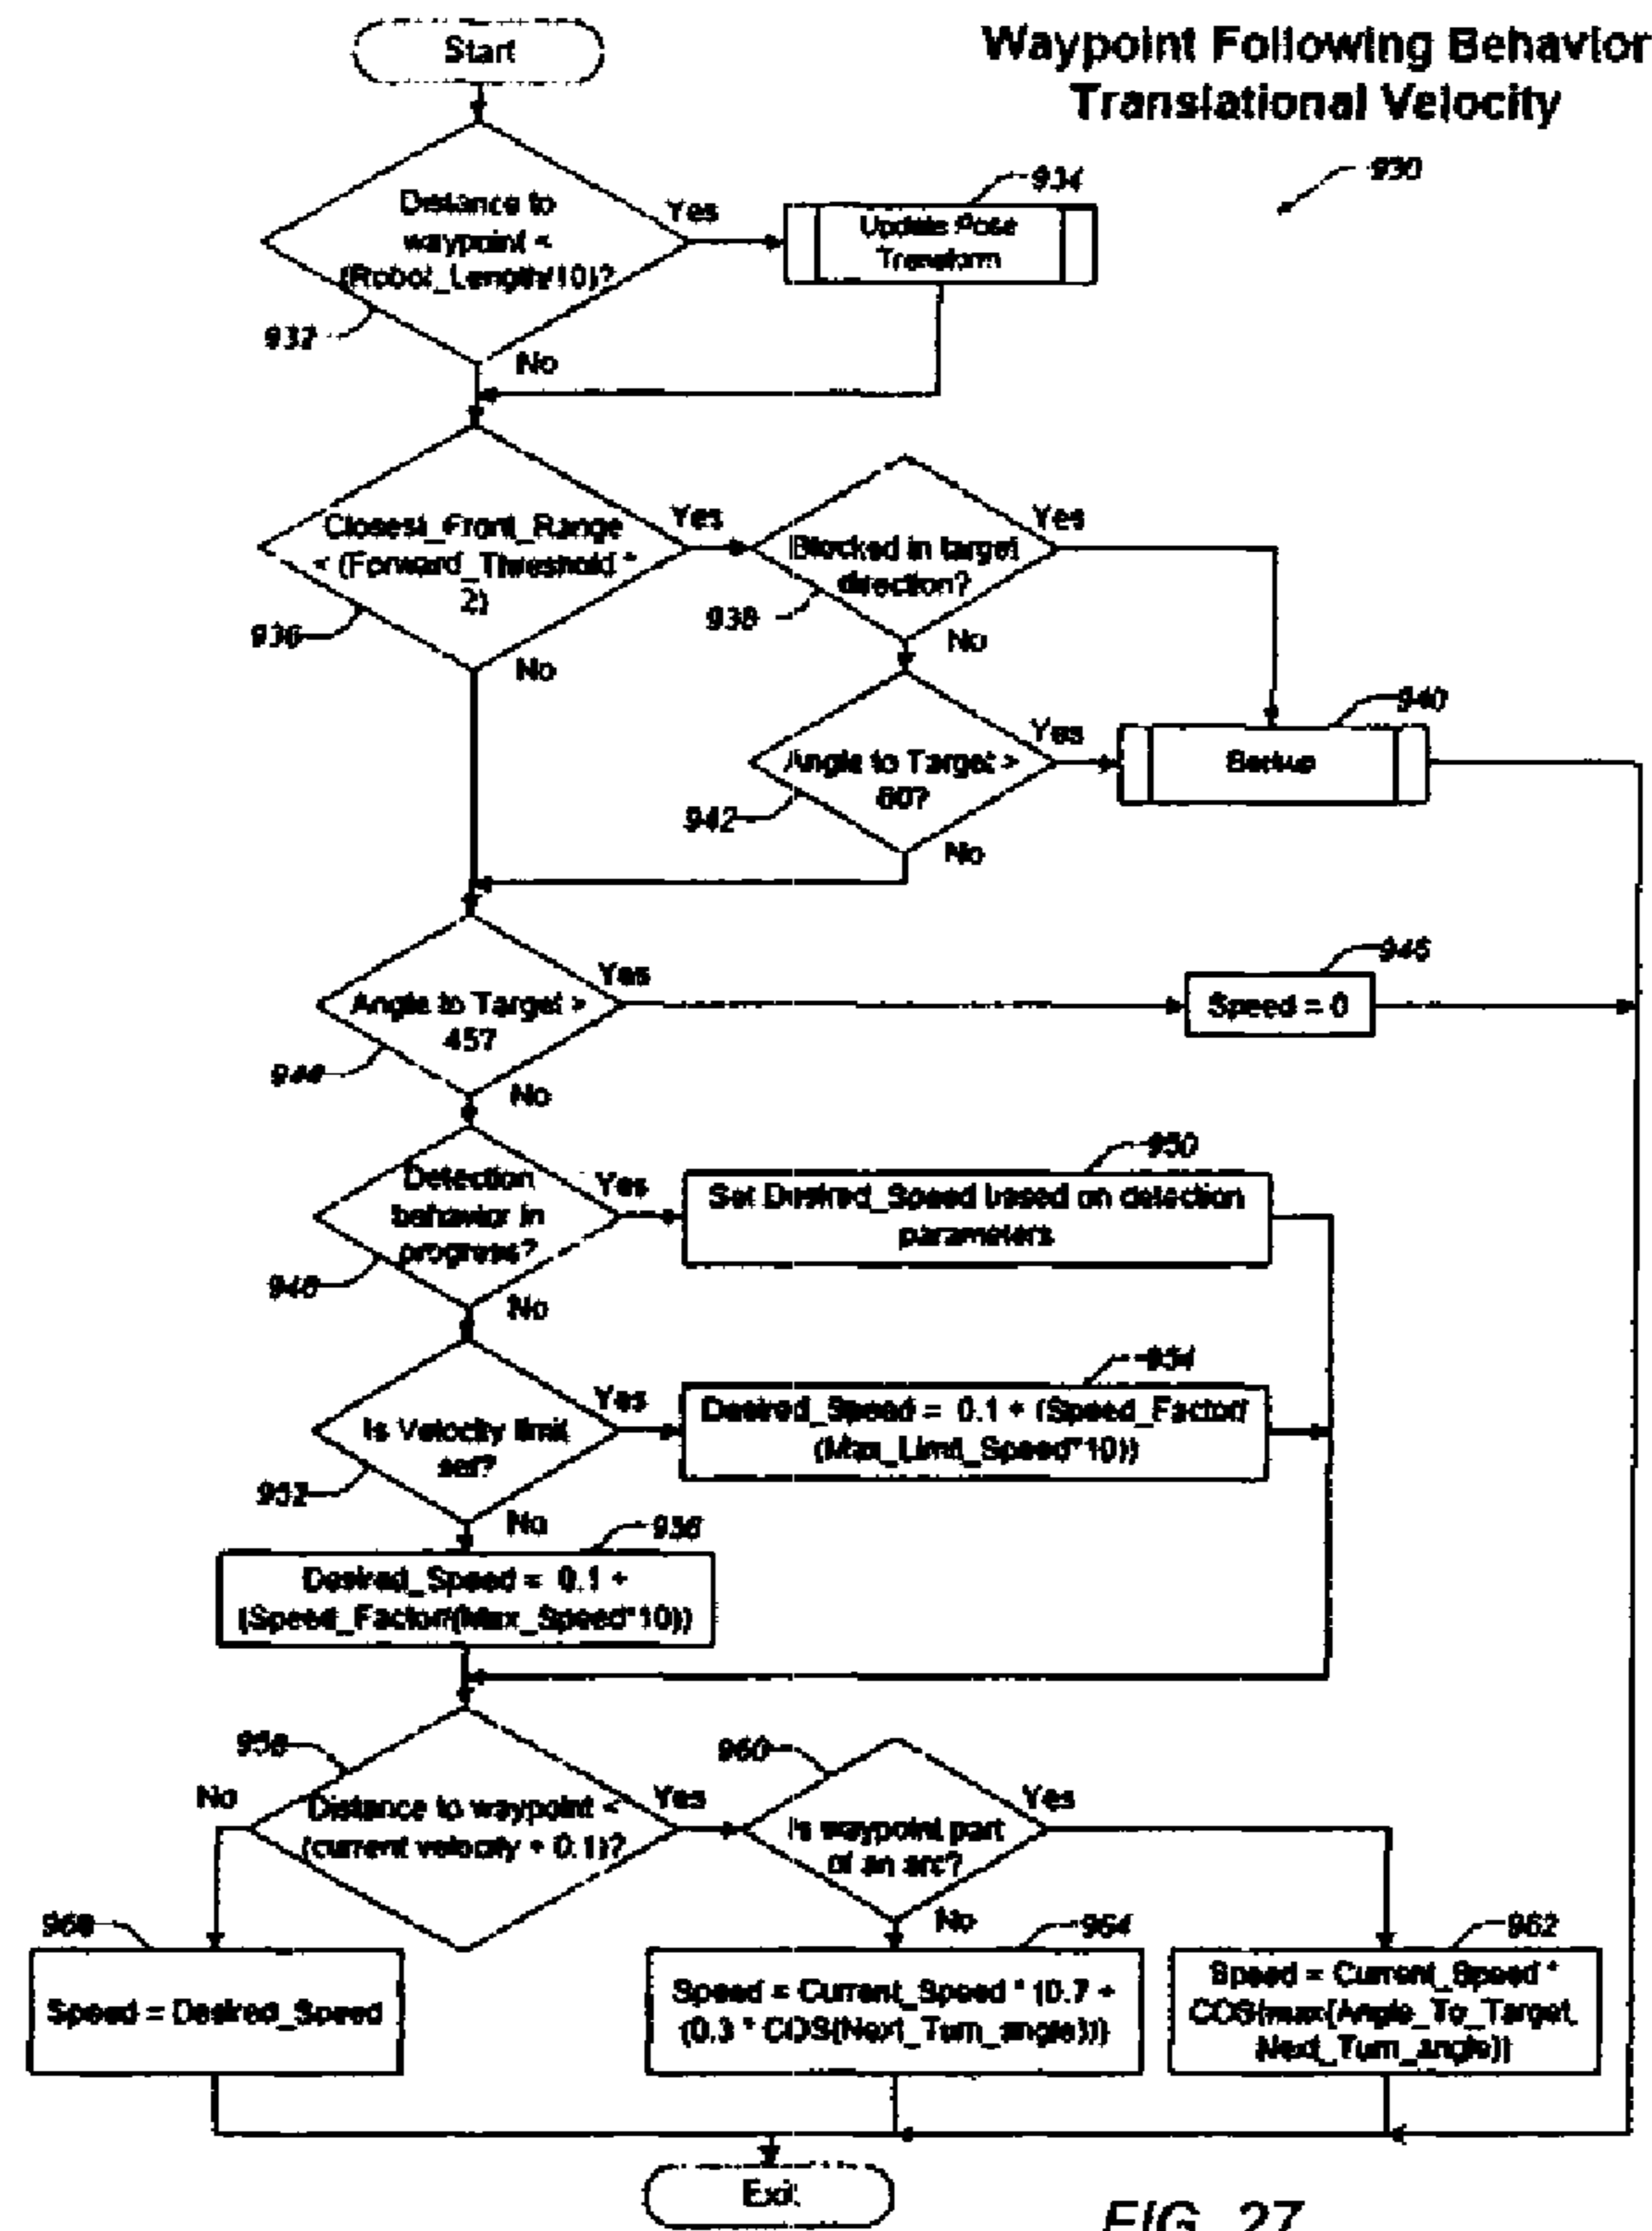 Start
Waypoint Following Behavior
Translational Velocity
930
Distance to
waypoint <
(Robot_Length/10)?
932
Yes
No
934
Update Pose
Transform
Closest_Front_Range
< (Forward_Threshold *
2)
936
Yes
No
Blocked in target
direction?
938
Yes
No
Angle to Target >
60?
942
Yes
No
940
Backup
Angle to Target >
45?
944
Yes
No
946
Speed = 0
Detection
behavior in
progress?
948
Yes
No
950
Set Desired_Speed based on detection
parameters
Is Velocity limit
set?
952
Yes
No
954
Desired_Speed = 0.1 + (Speed_Factor/
(Max_Limit_Speed*10))
956
Desired_Speed = 0.1 +
(Speed_Factor/(Max_Speed*10))
958
Distance to waypoint <
(current velocity + 0.1)?
No
Yes
960
Is waypoint part
of an arc?
Yes
No
968
Speed = Desired_Speed
964
Speed = Current_Speed * (0.7 +
(0.3 * COS(Next_Turn_angle)))
962
Speed = Current_Speed *
COS(max(Angle_To_Target,
Next_Turn_angle))
Exit
FIG. 27